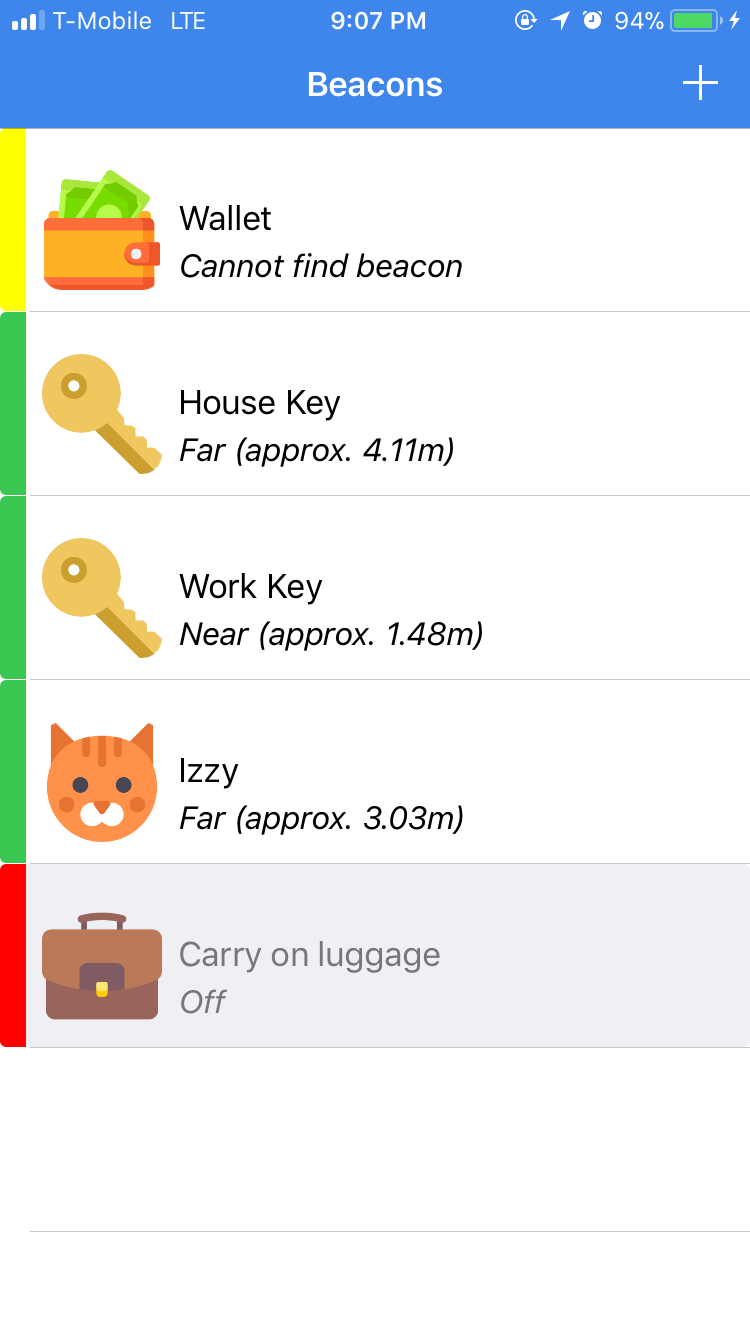 T-Mobile LTE 9:07 PM 94%
Beacons
Wallet
Cannot find beacon
House Key
Far (approx. 4.11m)
Work Key
Near (approx. 1.48m)
Izzy
Far (approx. 3.03m)
Carry on luggage
Off